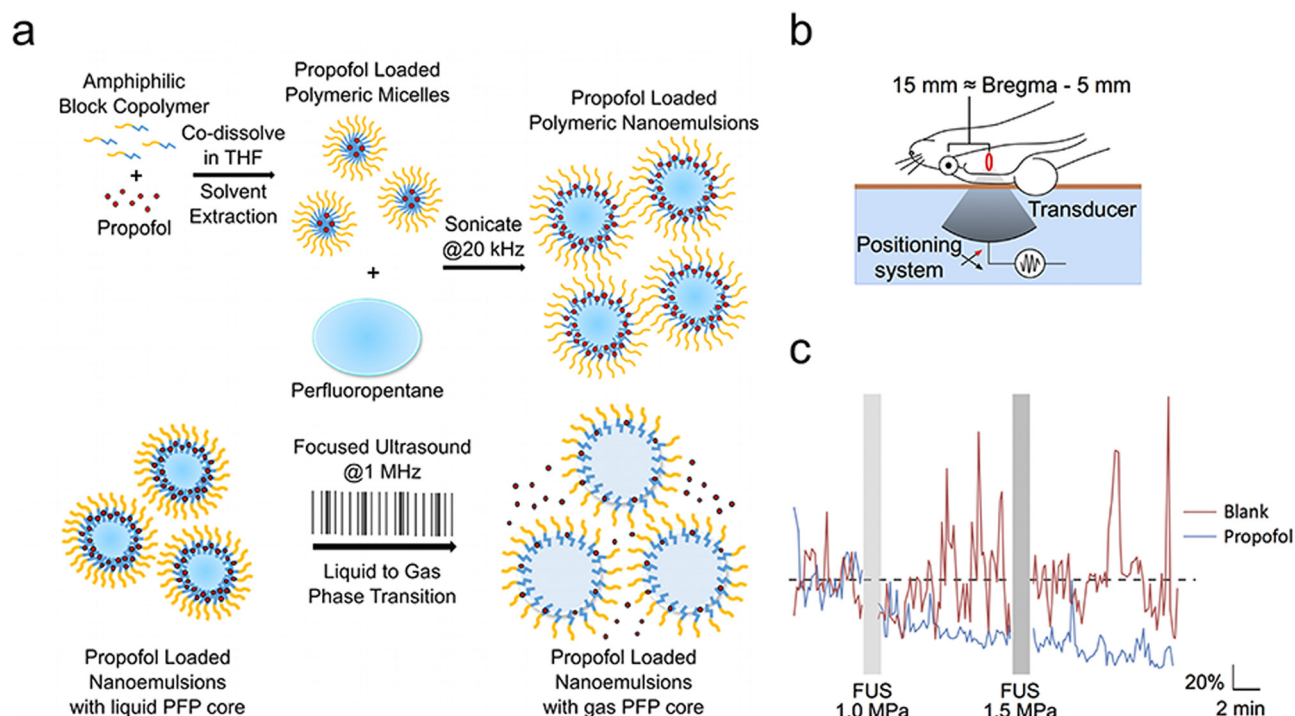 a
Amphiphilic
Block Copolymer
+
Propofol
Co-dissolve
in THF
Solvent
Extraction
Propofol Loaded
Polymeric Micelles
+
Perfluoropentane
Sonicate
@20 kHz
Propofol Loaded
Polymeric Nanoemulsions
Propofol Loaded
Nanoemulsions
with liquid PFP core
Focused Ultrasound
@1 MHz
Liquid to Gas
Phase Transition
Propofol Loaded
Nanoemulsions
with gas PFP core
b
15 mm ≈ Bregma - 5 mm
Transducer
Positioning
system
c
Blank
Propofol
FUS
1.0 MPa
FUS
1.5 MPa
20%
2 min